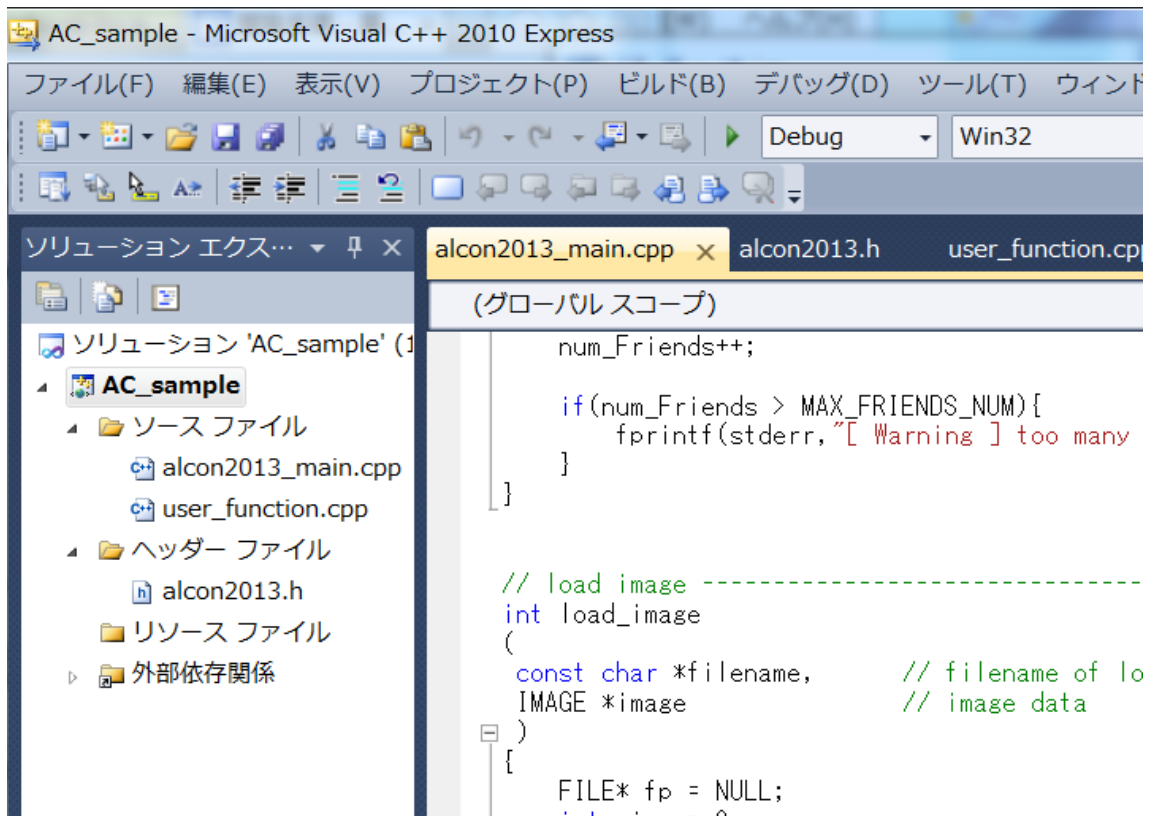 AC_sample - Microsoft Visual C++ 2010 Express
ファイル(F) 編集(E) 表示(V) プロジェクト(P) ビルド(B) デバッグ(D) ツール(T) ウィンド
Debug Win32
ソリューション エクス…
alcon2013_main.cpp alcon2013.h user_function.cpp
(グローバル スコープ)
ソリューション 'AC_sample' (1
AC_sample
ソース ファイル
alcon2013_main.cpp
user_function.cpp
ヘッダー ファイル
alcon2013.h
リソース ファイル
外部依存関係
num_Friends++;
if(num_Friends > MAX_FRIENDS_NUM){
fprintf(stderr,"[ Warning ] too many
}
}
// load image -------------------------------
int load_image
(
const char *filename, // filename of lo
IMAGE *image // image data
)
{
FILE* fp = NULL;